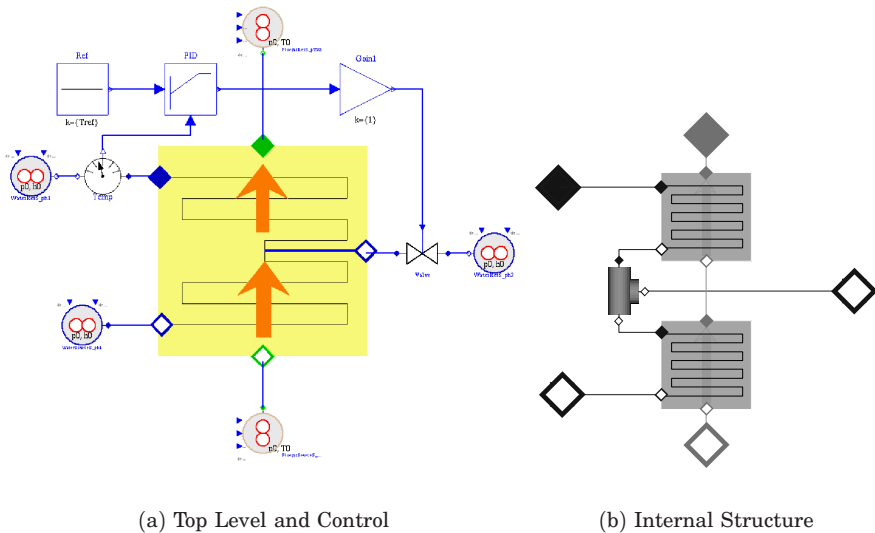 p0, T0
Ref
PID
Gain1
k={Tref}
k={1}
p0, h0
Temp
p0, h0
Valve
p0, h0
p0, T0
(a) Top Level and Control
(b) Internal Structure